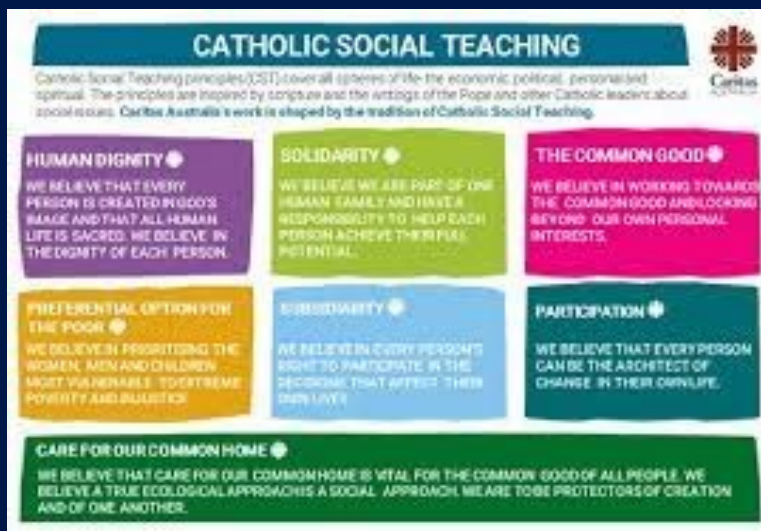 CATHOLIC SOCIAL TEACHING
Catholic Social Teaching principles (CST) cover all spheres of life - the economic, political, personal and
spiritual. The principles are inspired by scripture and the writings of the Pope and other Catholic leaders about
social issues. Caritas Australia's work is shaped by the tradition of Catholic Social Teaching.
Caritas
HUMAN DIGNITY
WE BELIEVE THAT EVERY
PERSON IS CREATED IN GOD'S
IMAGE AND THAT ALL HUMAN
LIFE IS SACRED. WE BELIEVE IN
THE DIGNITY OF EACH PERSON.
SOLIDARITY
WE BELIEVE WE ARE PART OF ONE
HUMAN FAMILY AND HAVE A
RESPONSIBILITY TO HELP EACH
PERSON ACHIEVE THEIR FULL
POTENTIAL.
THE COMMON GOOD
WE BELIEVE IN WORKING TOWARDS
THE COMMON GOOD AND LOOKING
BEYOND OUR OWN PERSONAL
INTERESTS.
PREFERENTIAL OPTION FOR
THE POOR
WE BELIEVE IN PRIORITISING THE
WOMEN, MEN AND CHILDREN
MOST VULNERABLE TO EXTREME
POVERTY AND INJUSTICE
SUBSIDIARITY
WE BELIEVE IN EVERY PERSON'S
RIGHT TO PARTICIPATE IN THE
DECISIONS THAT AFFECT THEIR
OWN LIVES
PARTICIPATION
WE BELIEVE THAT EVERY PERSON
CAN BE THE ARCHITECT OF
CHANGE IN THEIR OWN LIFE.
CARE FOR OUR COMMON HOME
WE BELIEVE THAT CARE FOR OUR COMMON HOME IS VITAL FOR THE COMMON GOOD OF ALL PEOPLE. WE
BELIEVE A TRUE ECOLOGICAL APPROACH IS A SOCIAL APPROACH. WE ARE TO BE PROTECTORS OF CREATION
AND OF ONE ANOTHER.